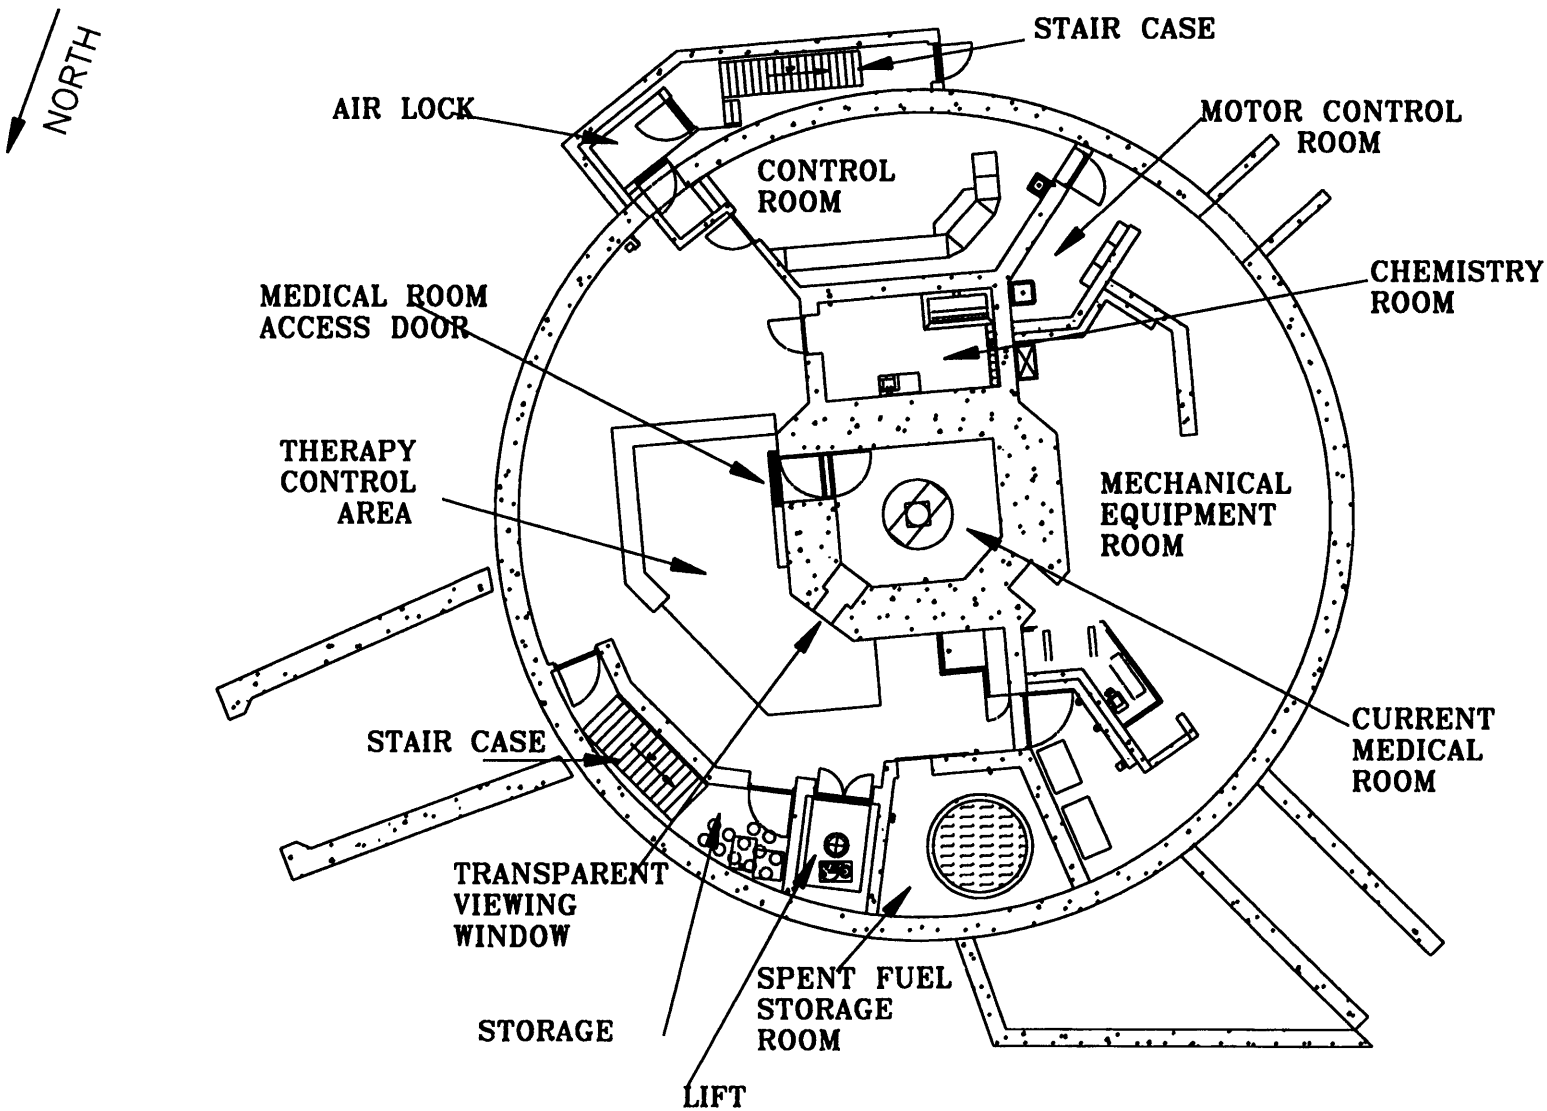 NORTH
STAIR CASE
AIR LOCK
MOTOR CONTROL
ROOM
CONTROL
ROOM
CHEMISTRY
ROOM
MEDICAL ROOM
ACCESS DOOR
THERAPY
CONTROL
AREA
MECHANICAL
EQUIPMENT
ROOM
CURRENT
MEDICAL
ROOM
STAIR CASE
TRANSPARENT
VIEWING
WINDOW
SPENT FUEL
STORAGE
ROOM
STORAGE
LIFT